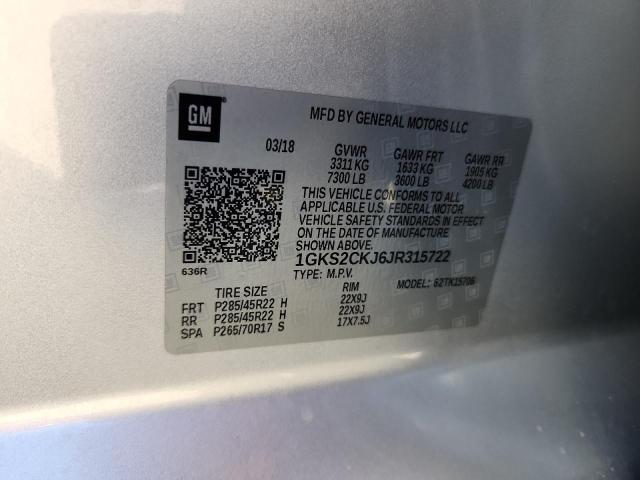 GM
MFD BY GENERAL MOTORS LLC
03/18 GVWR GAWR FRT GAWR RR
3311 KG 1633 KG 1905 KG
7300 LB 3600 LB 4200 LB
THIS VEHICLE CONFORMS TO ALL
APPLICABLE U.S. FEDERAL MOTOR
VEHICLE SAFETY STANDARDS IN EFFECT
ON THE DATE OF MANUFACTURE
SHOWN ABOVE.
636R
1GKS2CKJ6JR315722
TYPE: M.P.V. MODEL: 62TK15706
TIRE SIZE RIM
FRT P285/45R22 H 22X9J
RR P285/45R22 H 22X9J
SPA P265/70R17 S 17X7.5J